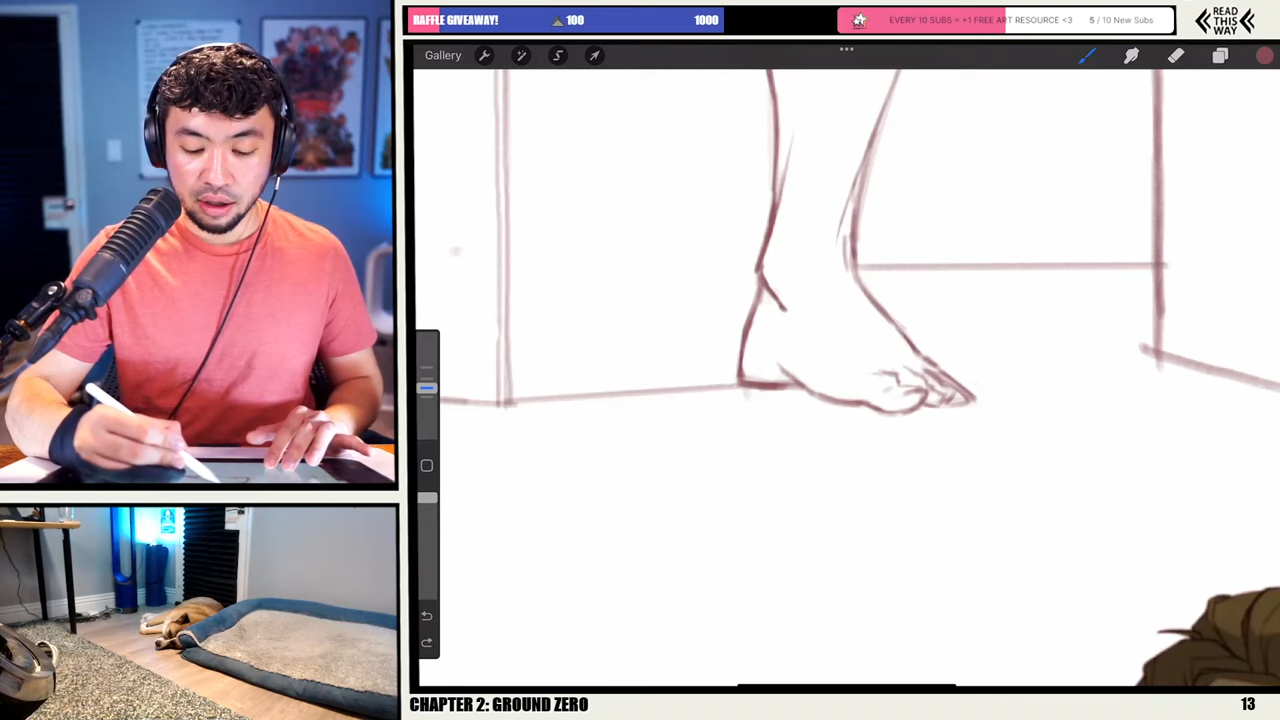 RAFFLE GIVEAWAY! 100 1000
EVERY 10 SUBS = +1 FREE ART RESOURCE <3 5 / 10 New Subs
READ
THIS
WAY
Gallery
CHAPTER 2: GROUND ZERO
13